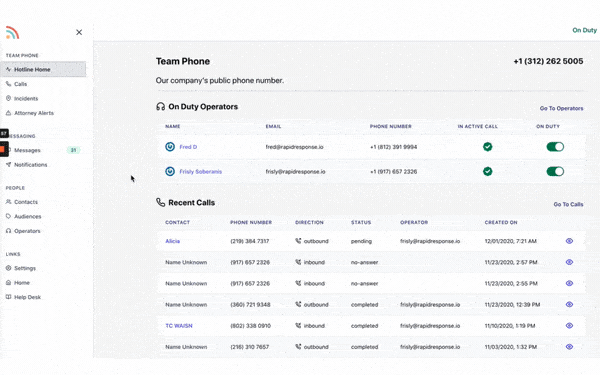 On Duty
TEAM PHONE
Hotline Home
Calls
Incidents
Attorney Alerts
MESSAGING
Messages 31
Notifications
PEOPLE
Contacts
Audiences
Operators
LINKS
Settings
Home
Help Desk
Team Phone +1 (312) 262 5005
Our company's public phone number.
On Duty Operators Go To Operators
NAME EMAIL PHONE NUMBER IN ACTIVE CALL ON DUTY
Fred D fred@rapidresponse.io +1 (812) 391 9994
Frisly Soberanis frisly@rapidresponse.io +1 (917) 657 2326
Recent Calls Go To Calls
CONTACT PHONE NUMBER DIRECTION STATUS OPERATOR CREATED ON
Alicia (219) 364 7317 outbound pending frisly@rapidresponse.io 12/01/2020, 7:21 AM
Name Unknown (917) 657 2326 inbound no-answer 11/23/2020, 2:57 PM
Name Unknown (917) 657 2326 inbound no-answer 11/23/2020, 2:55 PM
Name Unknown (360) 721 9348 outbound completed frisly@rapidresponse.io 11/23/2020, 12:39 PM
TC WAISN (802) 338 0910 inbound completed frisly@rapidresponse.io 11/10/2020, 1:19 PM
Name Unknown (216) 310 7657 inbound completed frisly@rapidresponse.io 11/03/2020, 1:32 PM